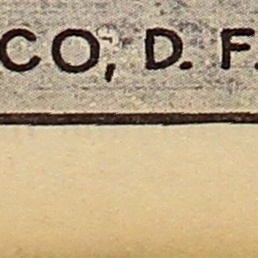 CO, D. F.